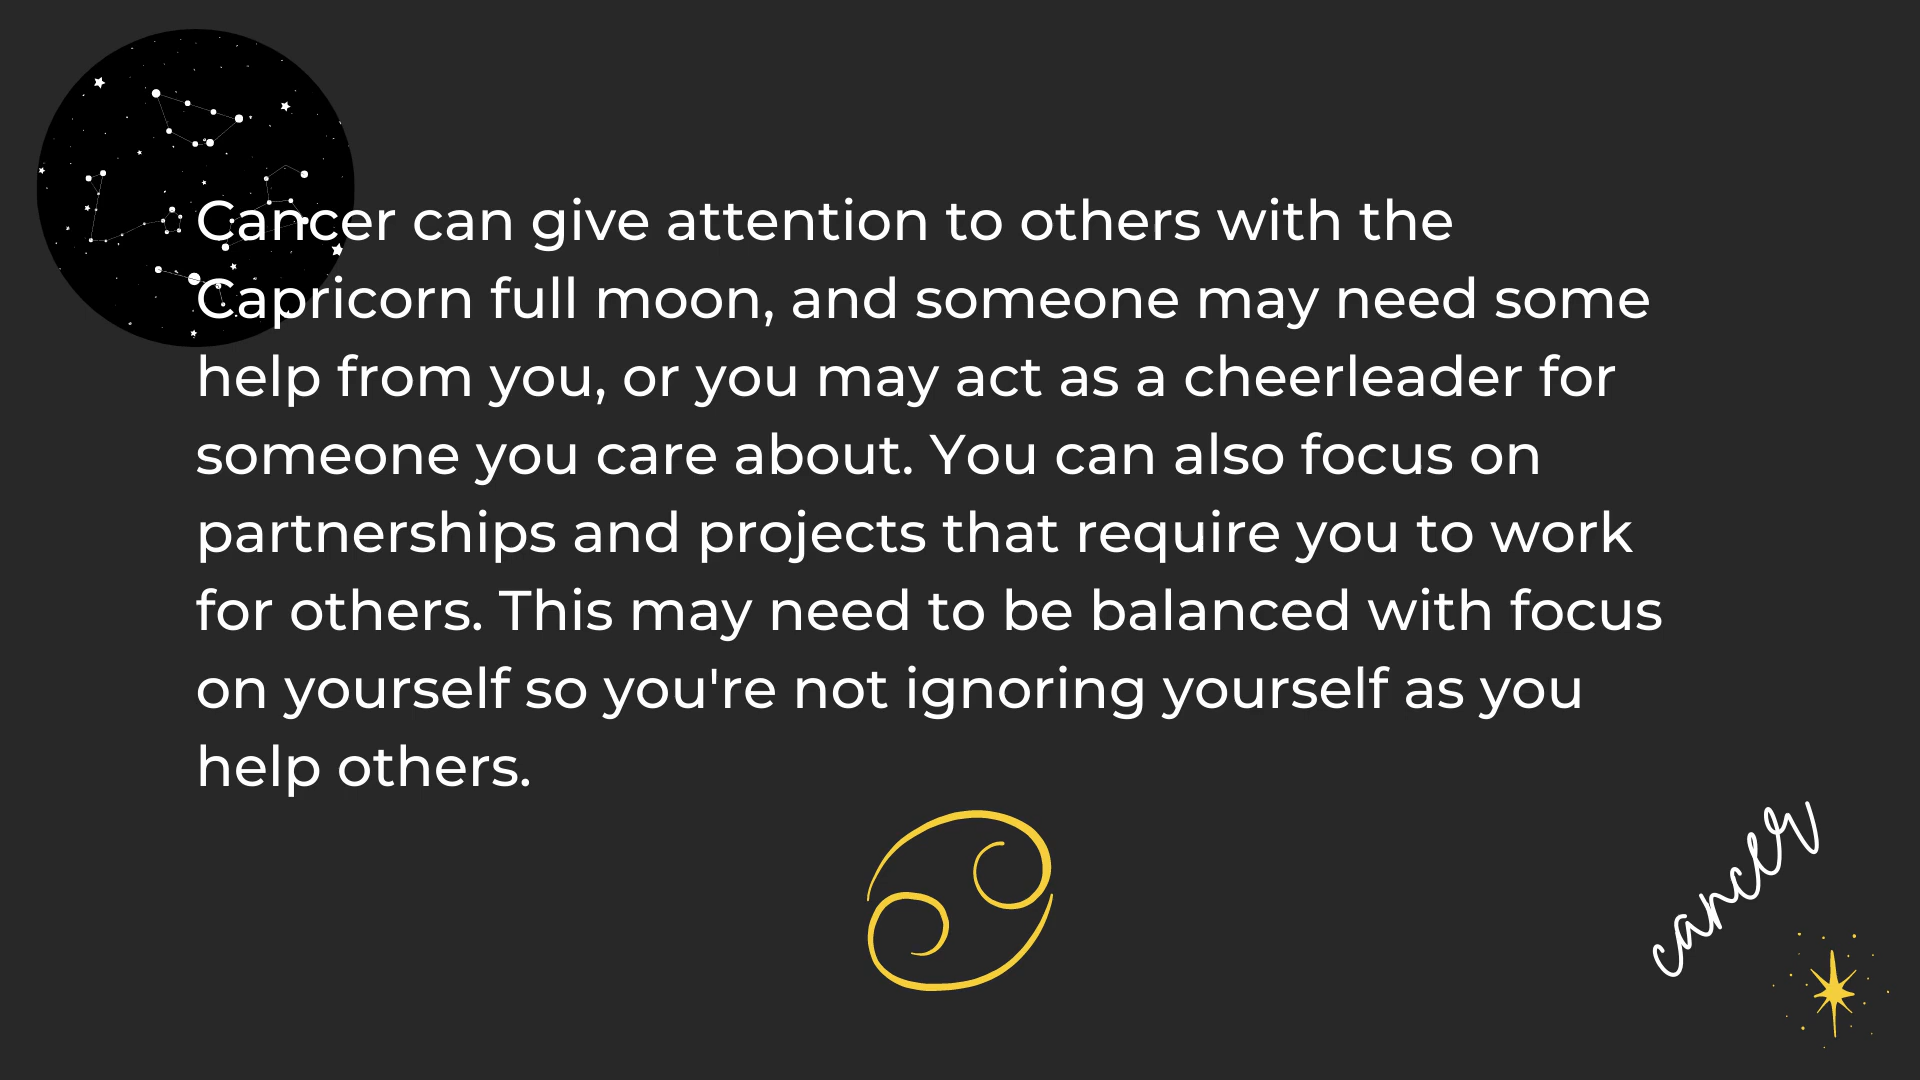 Cancer can give attention to others with the
Capricorn full moon, and someone may need some
help from you, or you may act as a cheerleader for
someone you care about. You can also focus on
partnerships and projects that require you to work
for others. This may need to be balanced with focus
on yourself so you're not ignoring yourself as you
help others.
cancer